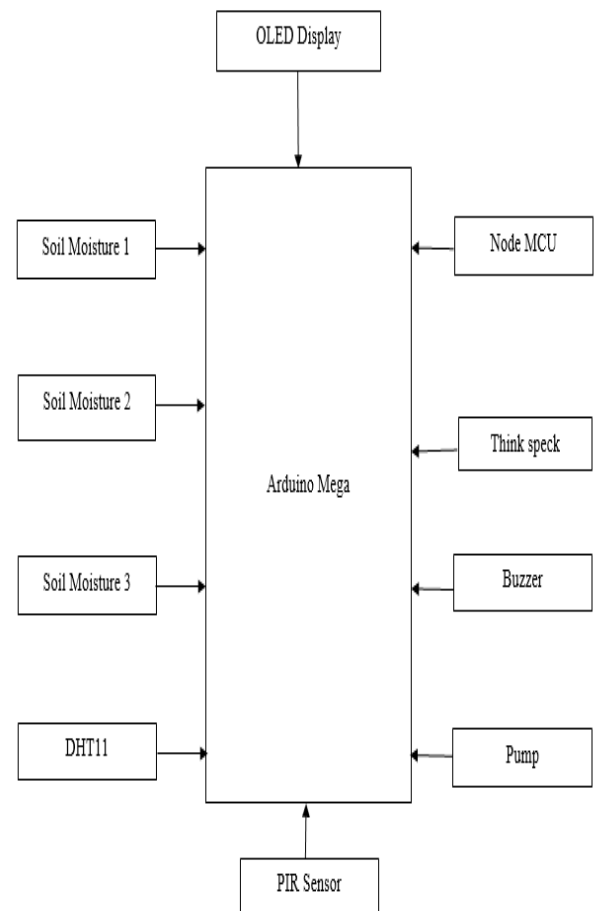 OLED Display
Soil Moisture 1
Node MCU
Soil Moisture 2
Think speck
Arduino Mega
Soil Moisture 3
Buzzer
DHT11
Pump
PIR Sensor